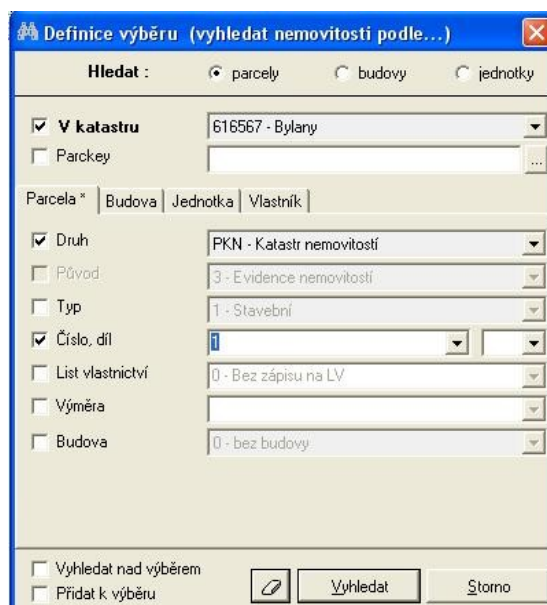 Definice výběru (vyhledat nemovitosti podle...)
Hledat : parcely budovy jednotky
V katastru 616567 - Bylany
Parckey ...
Parcela * Budova Jednotka Vlastník
Druh PKN - Katastr nemovitostí
Původ 3 - Evidence nemovitostí
Typ 1 - Stavební
Číslo, díl 1
List vlastnictví 0 - Bez zápisu na LV
Výměra
Budova 0 - bez budovy
Vyhledat nad výběrem
Přidat k výběru Vyhledat Storno